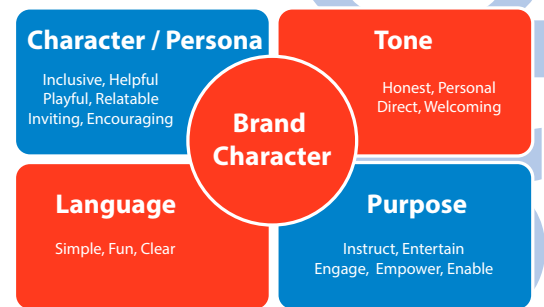 Character / Persona
Inclusive, Helpful
Playful, Relatable
Inviting, Encouraging
Tone
Honest, Personal
Direct, Welcoming
Brand
Character
Language
Simple, Fun, Clear
Purpose
Instruct, Entertain
Engage, Empower, Enable